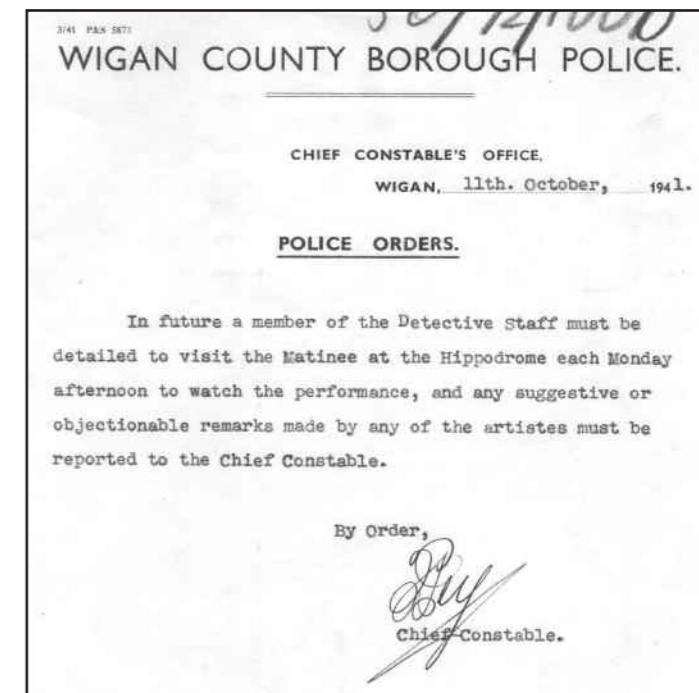 3/41 P&S 5871
WIGAN COUNTY BOROUGH POLICE.
CHIEF CONSTABLE'S OFFICE,
WIGAN, 11th. October, 1941.
POLICE ORDERS.
In future a member of the Detective Staff must be
detailed to visit the Matinee at the Hippodrome each Monday
afternoon to watch the performance, and any suggestive or
objectionable remarks made by any of the artistes must be
reported to the Chief Constable.
By Order,
Chief Constable.